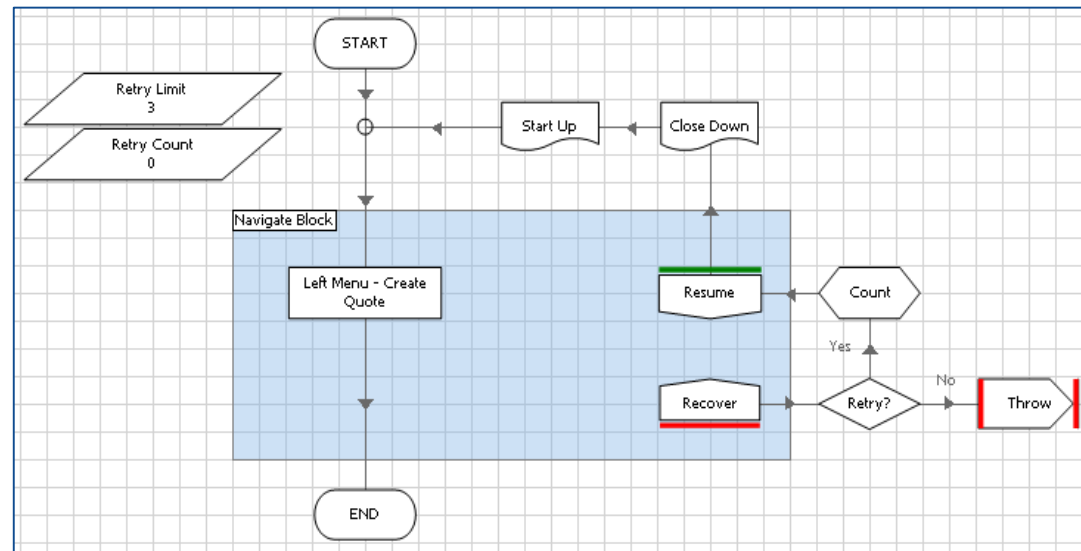 START
Retry Limit
3
Retry Count
0
Start Up
Close Down
Navigate Block
Left Menu - Create
Quote
Resume
Count
Yes
Recover
Retry?
No
Throw
END